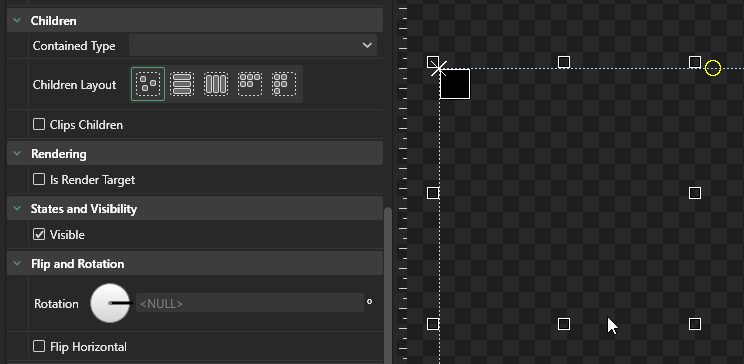 Children
Contained Type
Children Layout
Clips Children
Rendering
Is Render Target
States and Visibility
Visible
Flip and Rotation
Rotation <NULL> °
Flip Horizontal